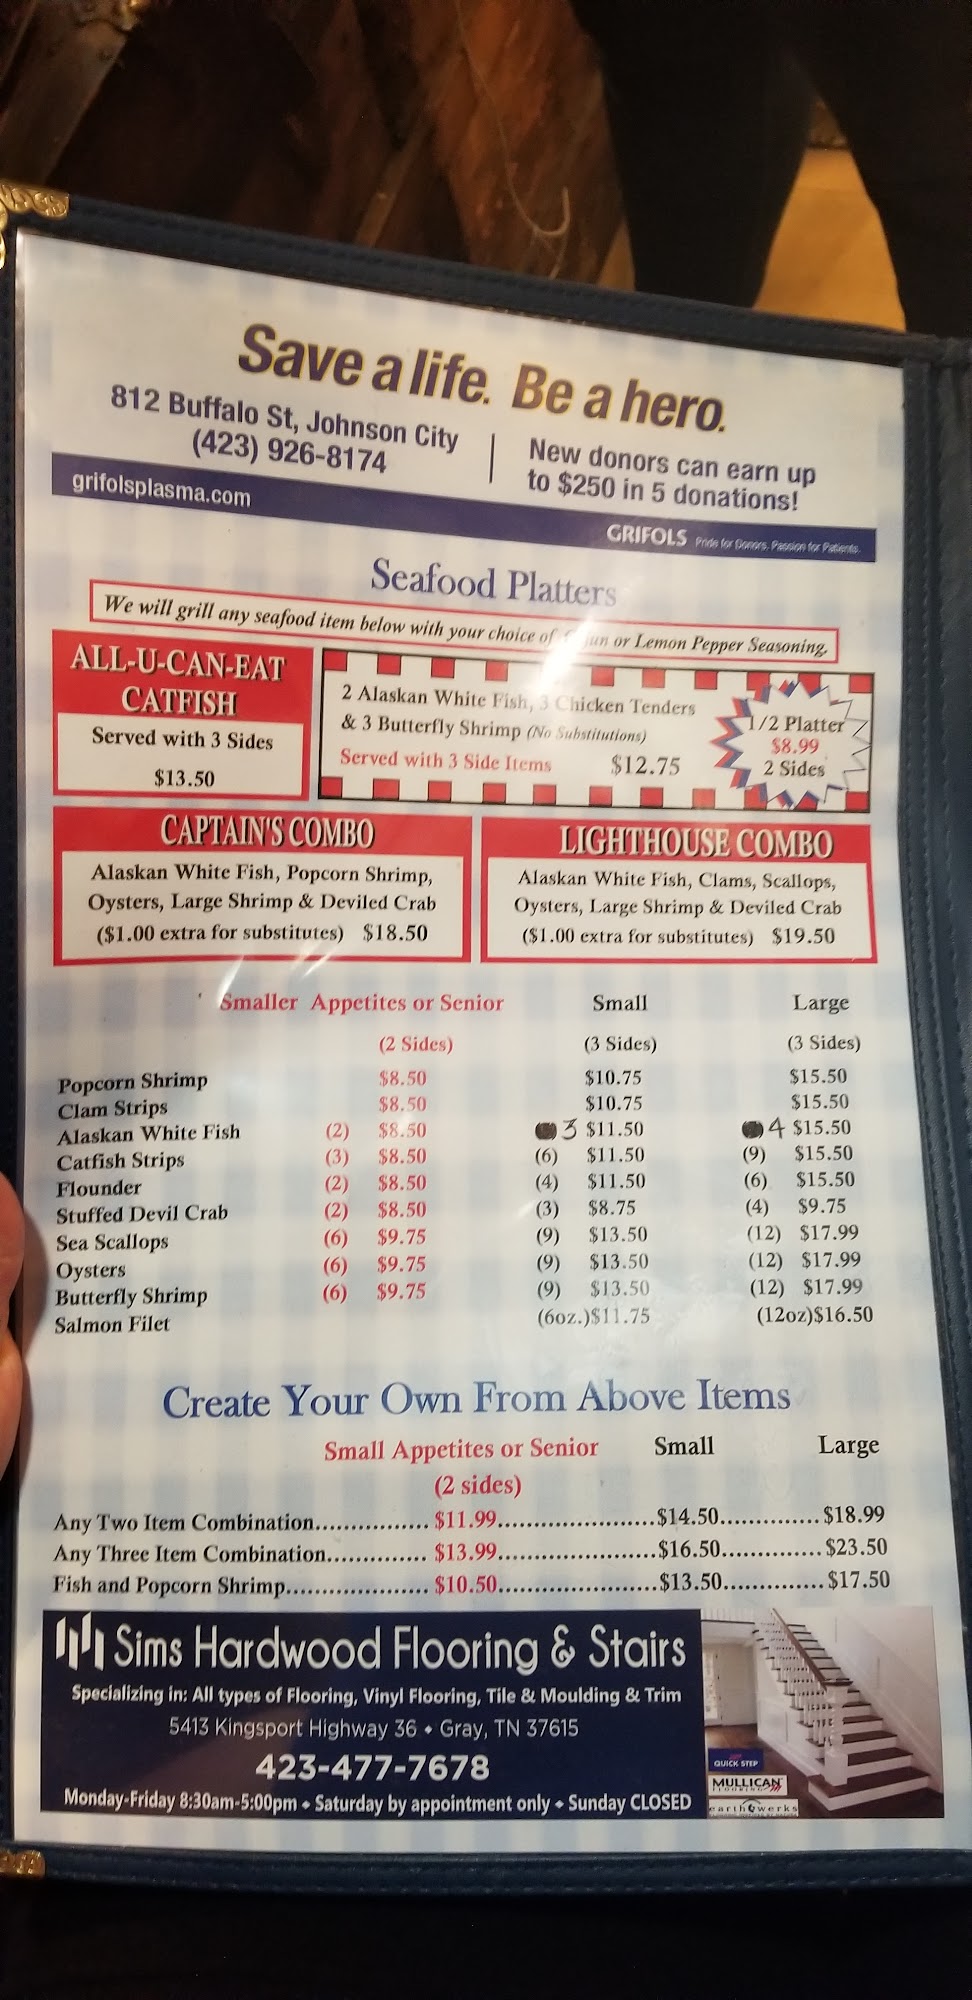 Save a life. Be a hero.
812 Buffalo St, Johnson City
(423) 926-8174
New donors can earn up
to $250 in 5 donations!
grifolsplasma.com
GRIFOLS Pride for Donors. Passion for Patients.
Seafood Platters
We will grill any seafood item below with your choice of or Lemon Pepper Seasoning.
ALL-U-CAN-EAT
CATFISH
Served with 3 Sides
$13.50
2 Alaskan White Fish, 3 Chicken Tenders
& 3 Butterfly Shrimp (No Substitutions)
Served with 3 Side Items $12.75
1/2 Platter
$8.99
2 Sides
CAPTAIN'S COMBO
Alaskan White Fish, Popcorn Shrimp,
Oysters, Large Shrimp & Deviled Crab
($1.00 extra for substitutes) $18.50
LIGHTHOUSE COMBO
Alaskan White Fish, Clams, Scallops,
Oysters, Large Shrimp & Deviled Crab
($1.00 extra for substitutes) $19.50
Smaller Appetites or Senior Small Large
(2 Sides) (3 Sides) (3 Sides)
Popcorn Shrimp $8.50 $10.75 $15.50
Clam Strips $8.50 $10.75 $15.50
Alaskan White Fish (2) $8.50 3 $11.50 4 $15.50
Catfish Strips (3) $8.50 (6) $11.50 (9) $15.50
Flounder (2) $8.50 (4) $11.50 (6) $15.50
Stuffed Devil Crab (2) $8.50 (3) $8.75 (4) $9.75
Sea Scallops (6) $9.75 (9) $13.50 (12) $17.99
Oysters (6) $9.75 (9) $13.50 (12) $17.99
Butterfly Shrimp (6) $9.75 (9) $13.50 (12) $17.99
Salmon Filet (6oz.)$11.75 (12oz)$16.50
Create Your Own From Above Items
Small Appetites or Senior Small Large
(2 sides)
Any Two Item Combination................ $11.99.......................$14.50.............. $18.99
Any Three Item Combination.............. $13.99.......................$16.50.............. $23.50
Fish and Popcorn Shrimp.................... $10.50.......................$13.50.............. $17.50
Sims Hardwood Flooring & Stairs
Specializing in: All types of Flooring, Vinyl Flooring, Tile & Moulding & Trim
5413 Kingsport Highway 36 • Gray, TN 37615
423-477-7678
Monday-Friday 8:30am-5:00pm • Saturday by appointment only • Sunday CLOSED
QUICK STEP
MULLICAN
FLOORING
earthwerks